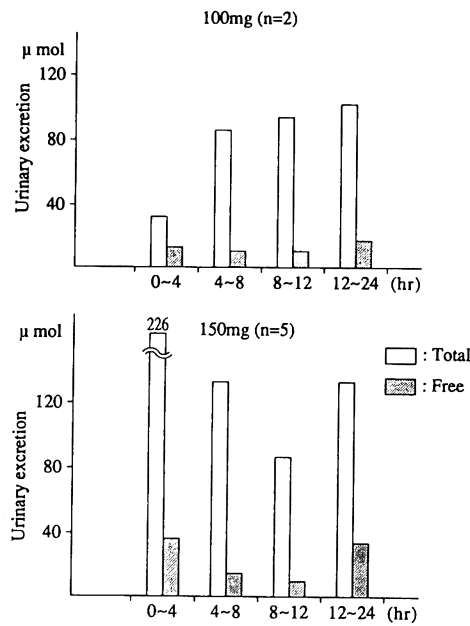 100mg (n=2)
μ mol
120
80
40
Urinary excretion
0~4 4~8 8~12 12~24 (hr)
150mg (n=5)
μ mol
226
120
80
40
Urinary excretion
: Total
: Free
0~4 4~8 8~12 12~24 (hr)